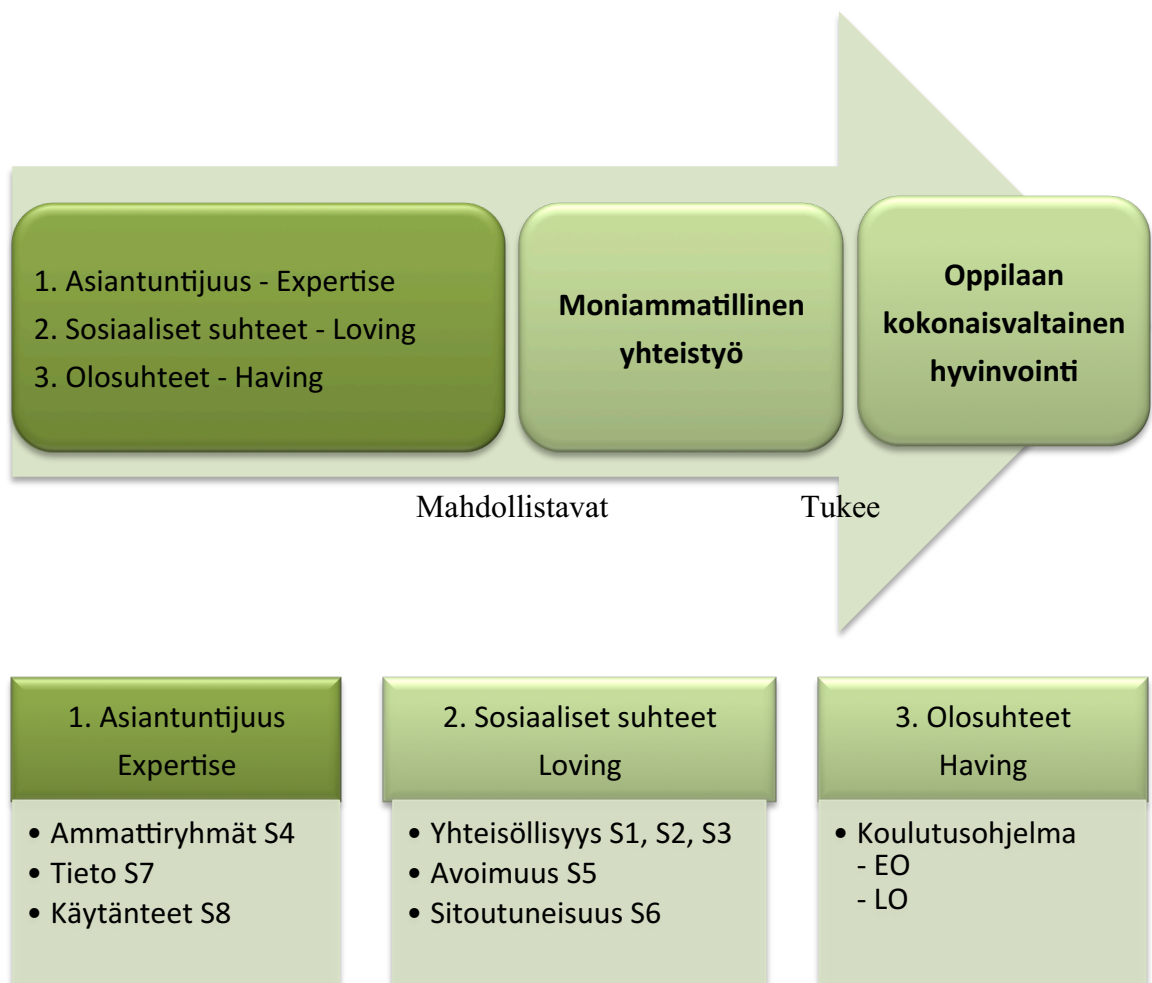 1. Asiantuntijuus - Expertise
2. Sosiaaliset suhteet - Loving
3. Olosuhteet - Having
Moniammatillinen
yhteistyö
Oppilaan
kokonaisvaltainen
hyvinvointi
Mahdollistavat
Tukee
1. Asiantuntijuus
Expertise
• Ammattiryhmät S4
• Tieto S7
• Käytänteet S8
2. Sosiaaliset suhteet
Loving
• Yhteisöllisyys S1, S2, S3
• Avoimuus S5
• Sitoutuneisuus S6
3. Olosuhteet
Having
• Koulutusohjelma
- EO
- LO